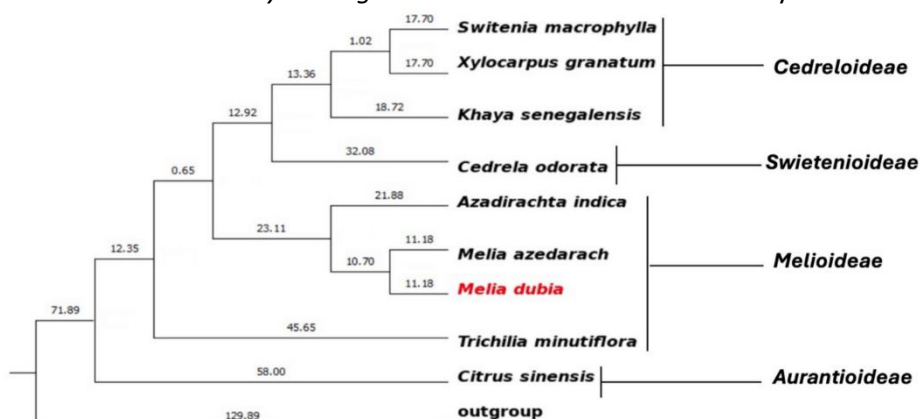 17.70
Switenia macrophylla
1.02
17.70
Xylocarpus granatum
Cedreloideae
13.36
18.72
Khaya senegalensis
12.92
32.08
Cedrela odorata
Swietenioideae
0.65
21.88
Azadirachta indica
23.11
11.18
Melia azedarach
12.35
10.70
Melioideae
11.18
Melia dubia
71.89
45.65
Trichilia minutiflora
58.00
Citrus sinensis
Aurantioideae
129.89
outgroup